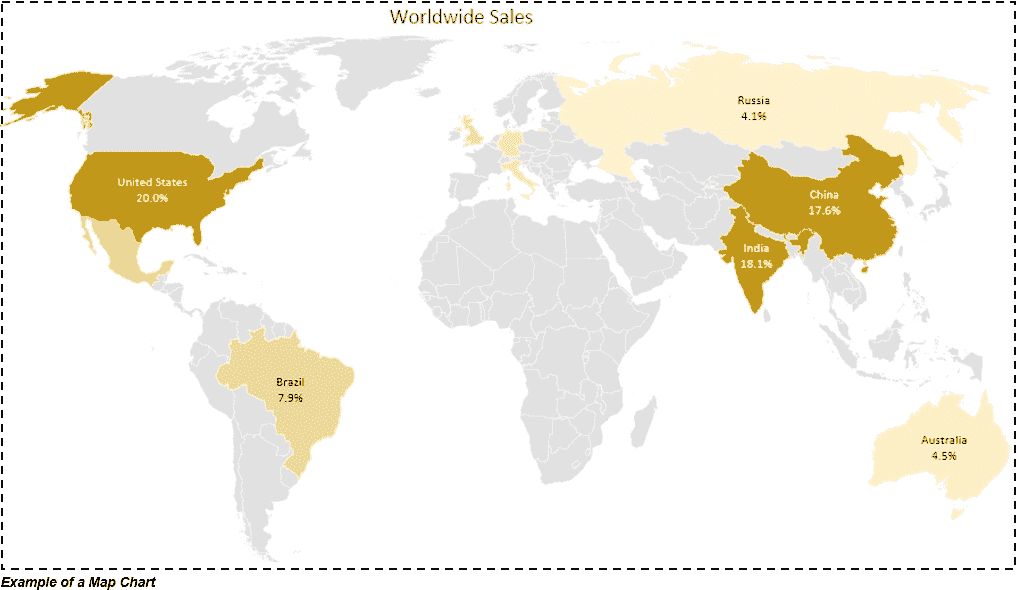 Worldwide Sales
Russia
4.1%
United States
20.0%
China
17.6%
India
18.1%
Brazil
7.9%
Australia
4.5%
Example of a Map Chart